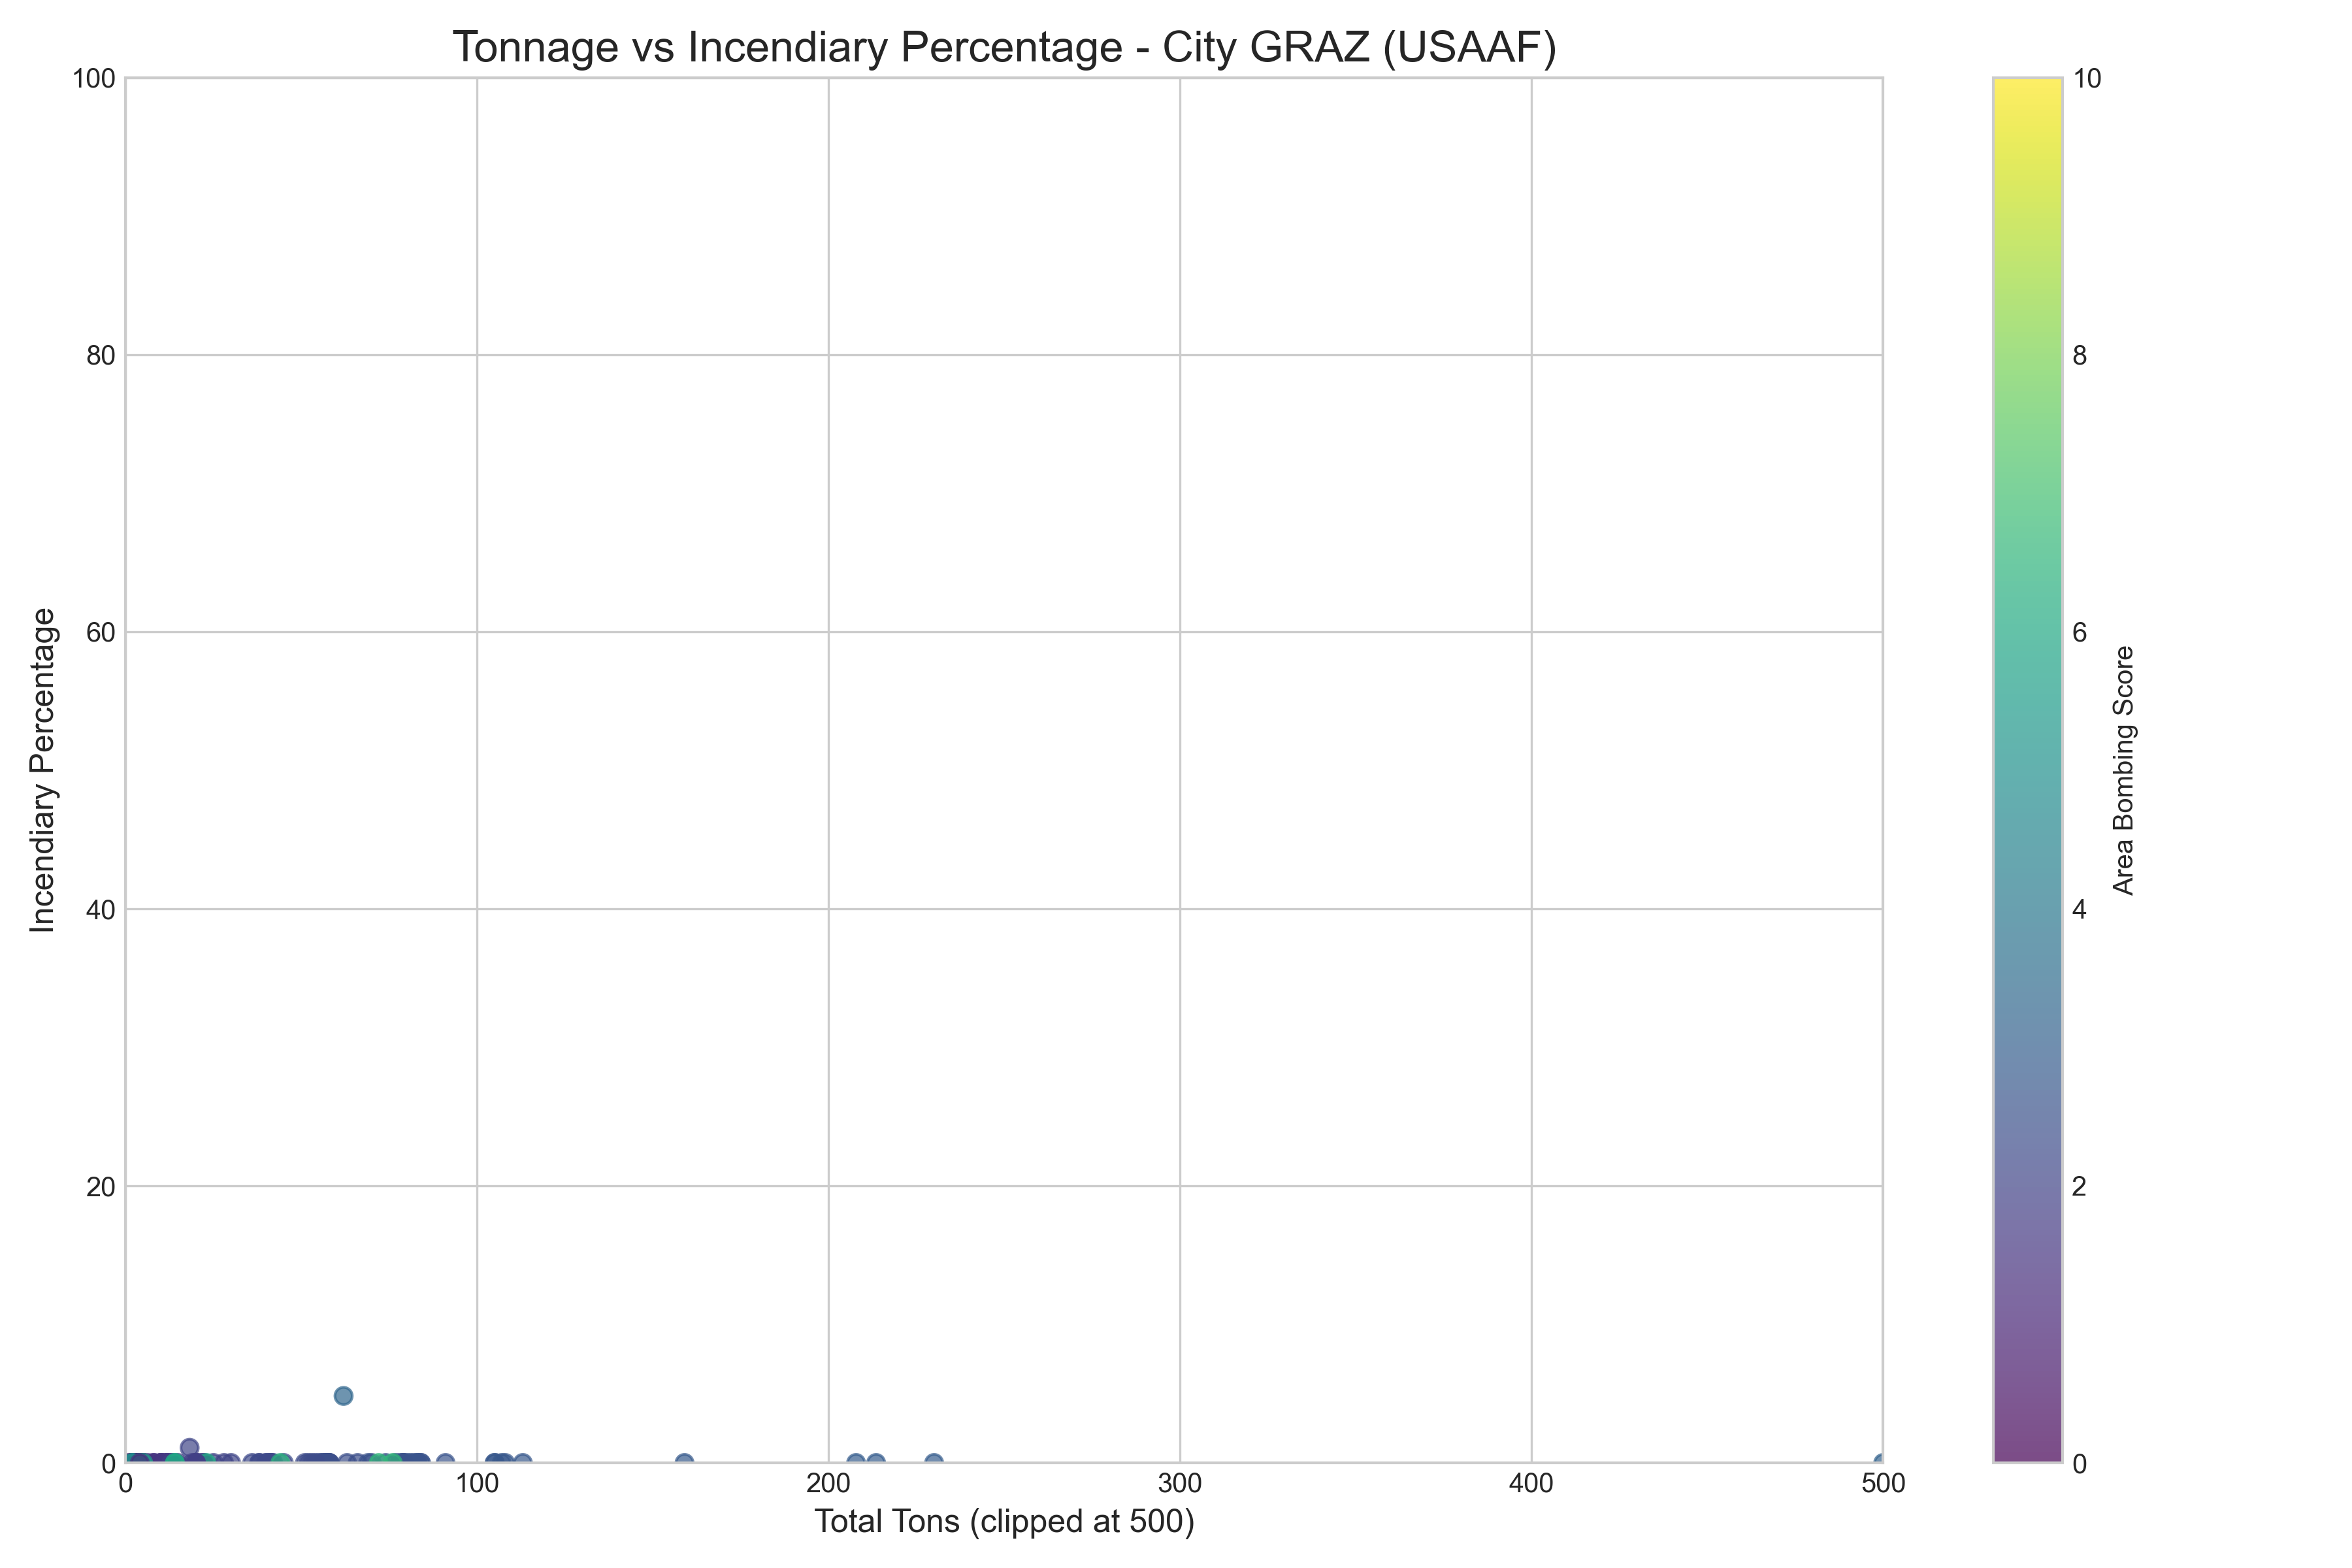 Tonnage vs Incendiary Percentage - City GRAZ (USAAF)
100
80
60
40
20
0
Incendiary Percentage
0 100 200 300 400 500
Total Tons (clipped at 500)
10
8
6
4
2
0
Area Bombing Score